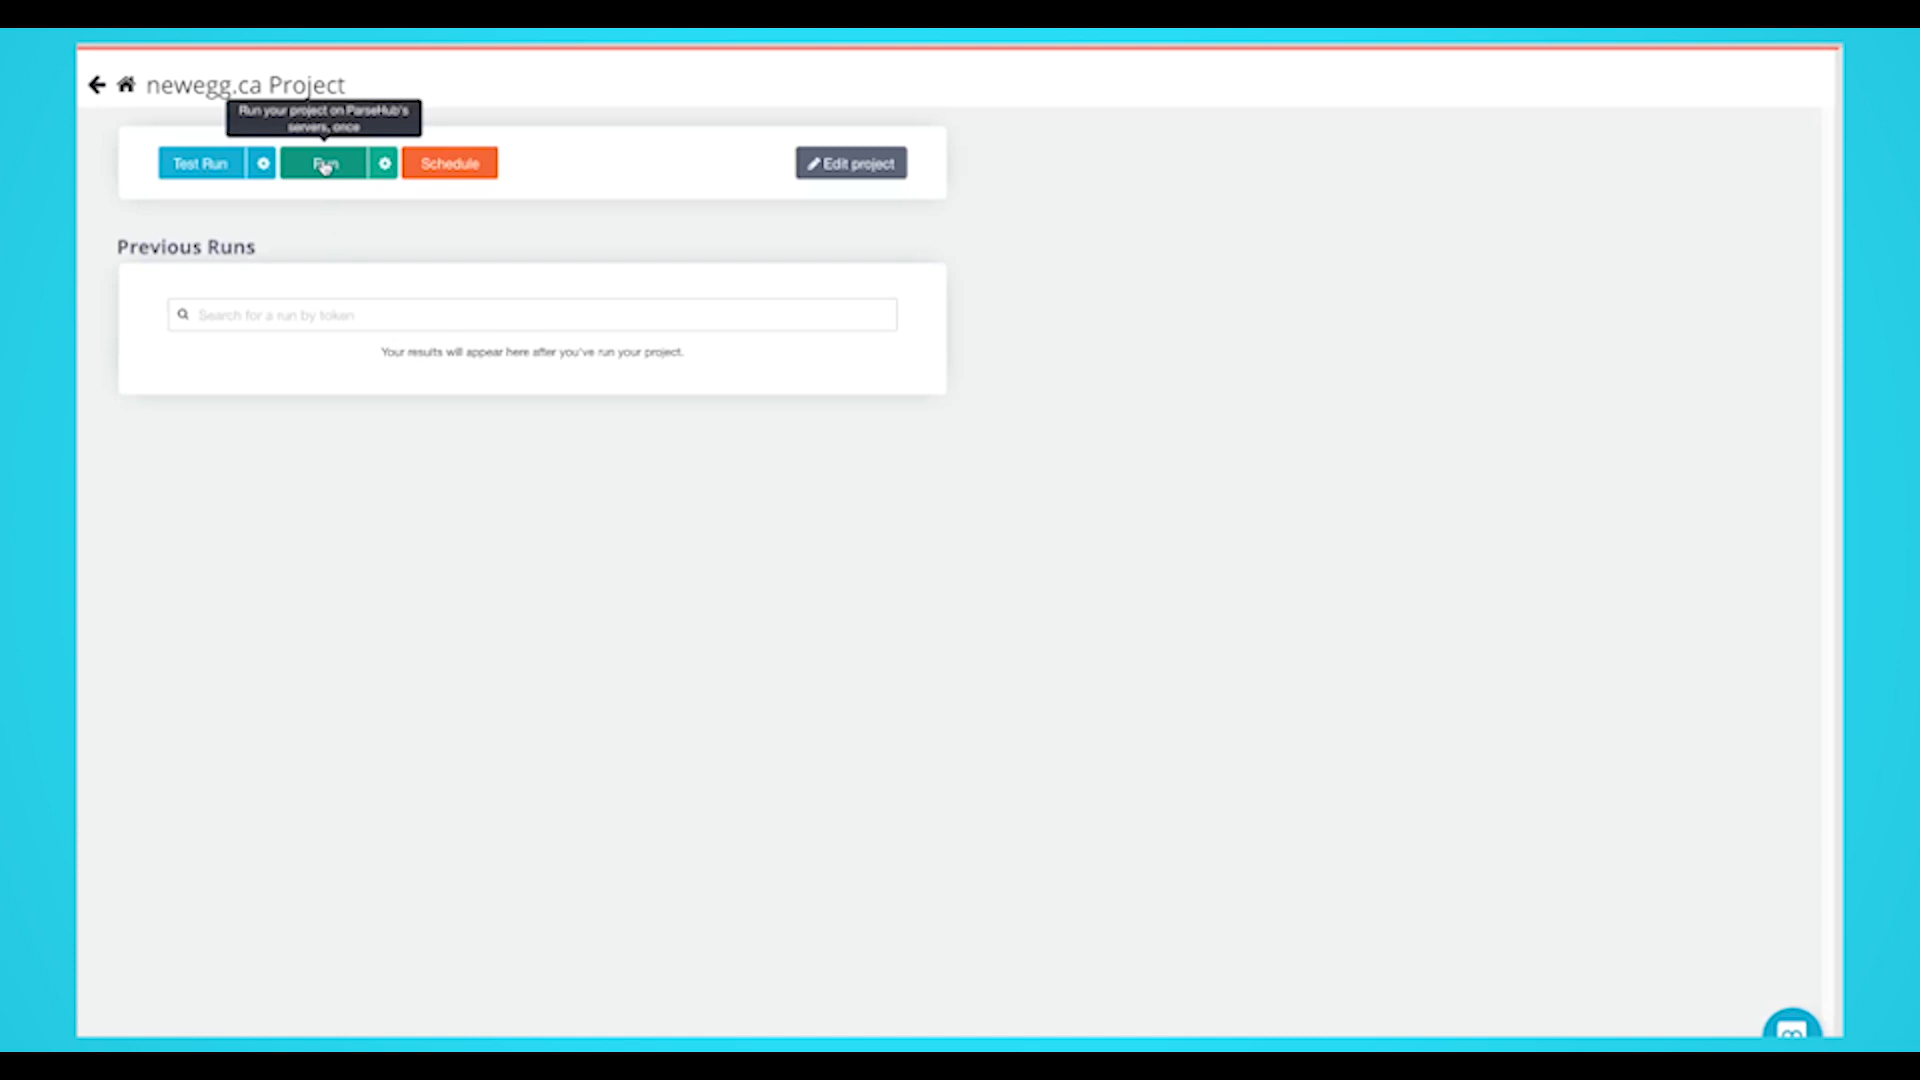 newegg.ca Project
Run your project on ParseHub's
servers, once
Test Run
Run
Schedule
Edit project
Previous Runs
Search for a run by token
Your results will appear here after you've run your project.